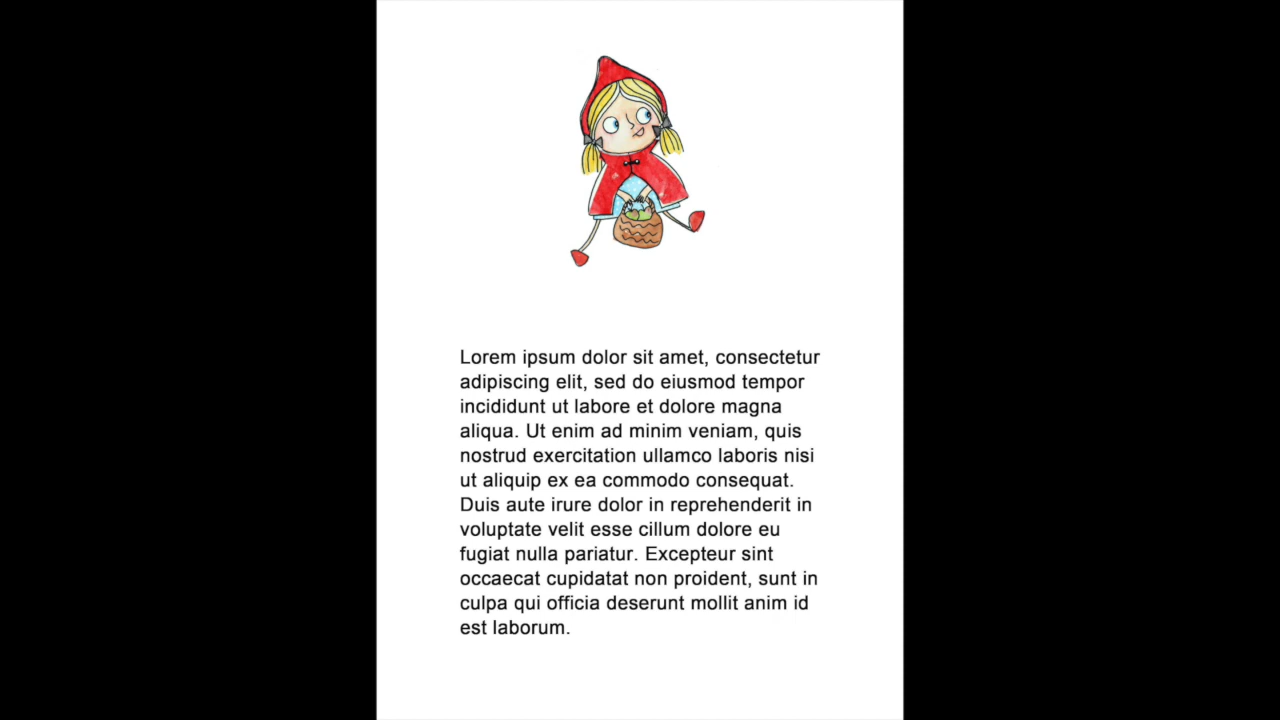 Lorem ipsum dolor sit amet, consectetur
adipiscing elit, sed do eiusmod tempor
incididunt ut labore et dolore magna
aliqua. Ut enim ad minim veniam, quis
nostrud exercitation ullamco laboris nisi
ut aliquip ex ea commodo consequat.
Duis aute irure dolor in reprehenderit in
voluptate velit esse cillum dolore eu
fugiat nulla pariatur. Excepteur sint
occaecat cupidatat non proident, sunt in
culpa qui officia deserunt mollit anim id
est laborum.